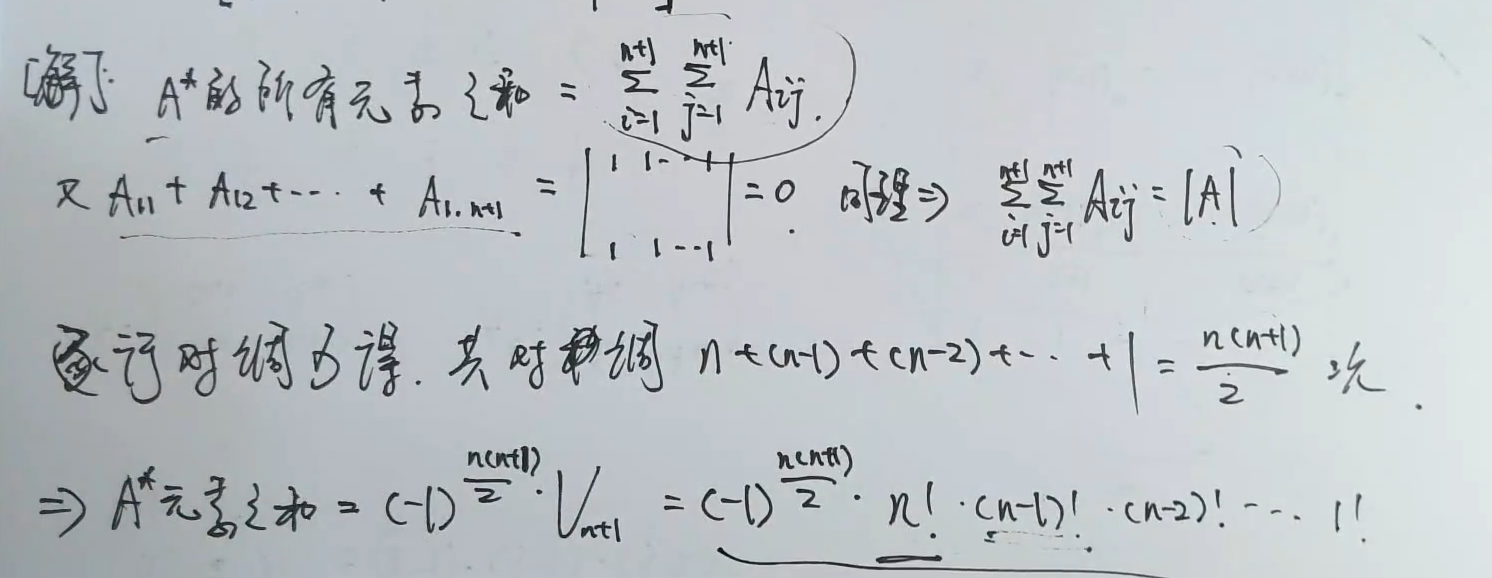 [解]: A*的所有元素之和 = \sum_{i=1}^{n+1} \sum_{j=1}^{n+1} A_{ij}.
又 A_{11} + A_{12} + \cdots + A_{1.n+1} = \begin{vmatrix} 1 & 1 \cdots & 1 \\ & & \\ 1 & 1 & \cdots 1 \end{vmatrix} = 0. 同理 ⇒ \sum_{i=1}^{n+1} \sum_{j=1}^{n+1} A_{ij} = |A|
逐行对调可得. 共对调 n + (n-1) + (n-2) + \cdots + 1 = \frac{n(n+1)}{2} 次.
⇒ A*元素之和 = (-1)^{\frac{n(n+1)}{2}} \cdot V_{n+1} = (-1)^{\frac{n(n+1)}{2}} \cdot n! \cdot (n-1)! \cdot (n-2)! \cdots 1!